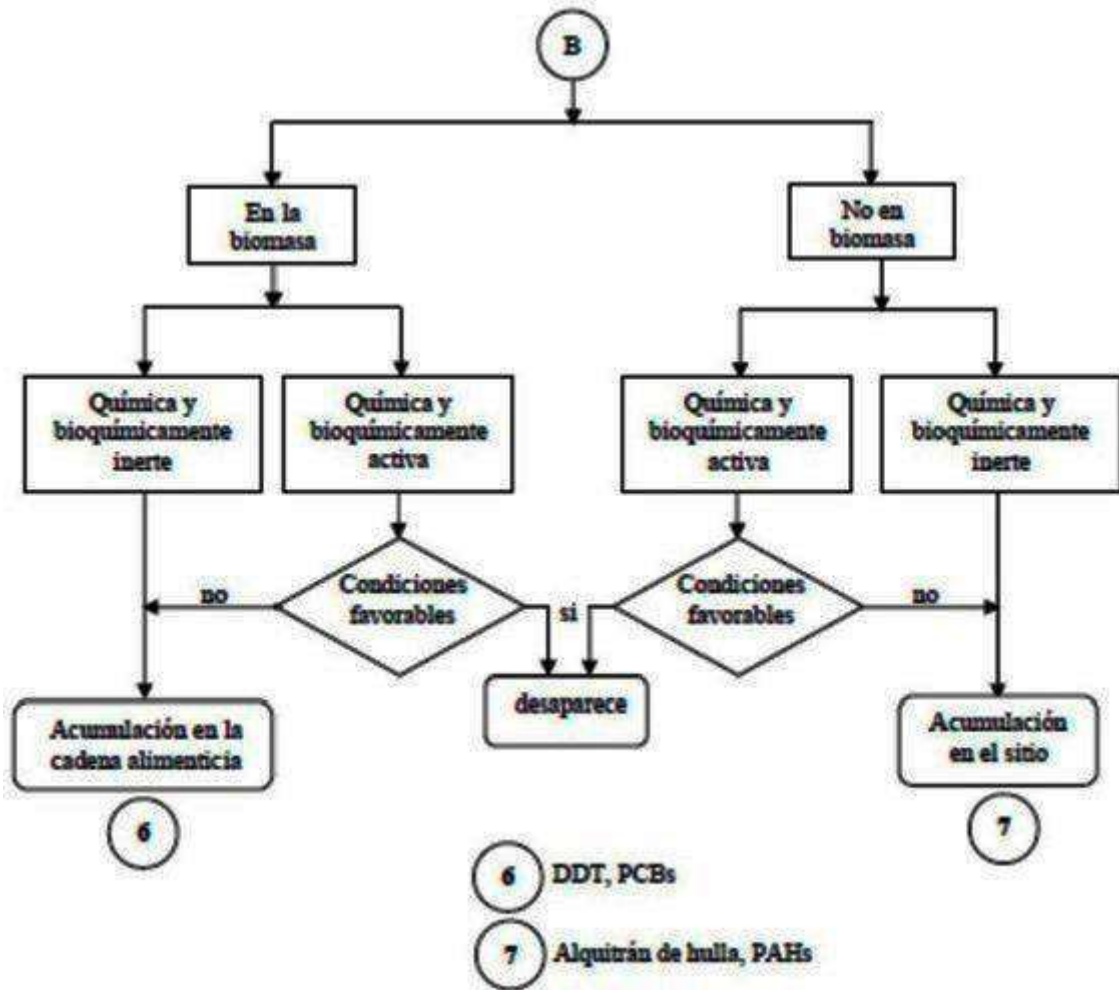 B
En la
biomasa
No en
biomasa
Química y
bioquímicamente
inerte
Química y
bioquímicamente
activa
Química y
bioquímicamente
activa
Química y
bioquímicamente
inerte
Condiciones
favorables
Condiciones
favorables
no
si
no
desaparece
Acumulación en la
cadena alimenticía
Acumulación
en el sitio
6
7
6 DDT, PCBs
7 Alquitrán de hulla, PAHs